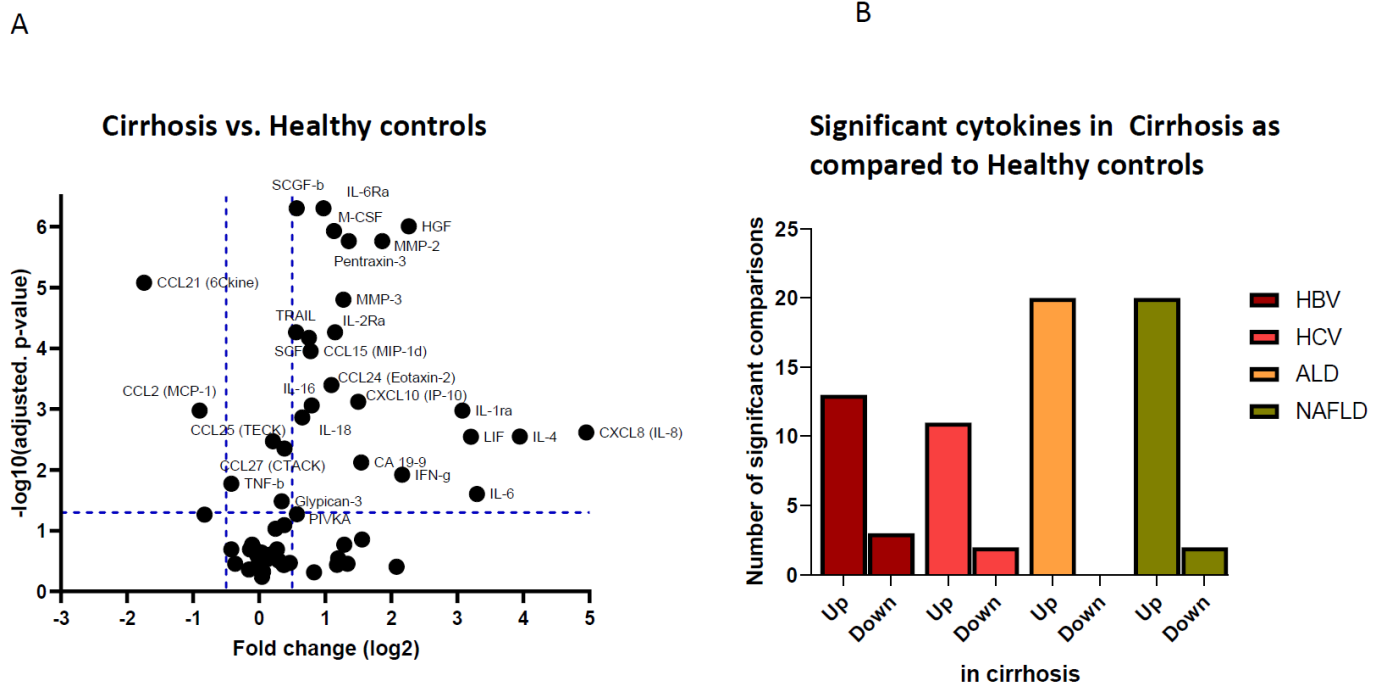 A
B
Cirrhosis vs. Healthy controls
Significant cytokines in Cirrhosis as
compared to Healthy controls
SCGF-b
IL-6Ra
M-CSF
HGF
MMP-2
Pentraxin-3
CCL21 (6Ckine)
MMP-3
TRAIL
IL-2Ra
SCF
CCL15 (MIP-1d)
CCL24 (Eotaxin-2)
CCL2 (MCP-1)
IL-16
CXCL10 (IP-10)
IL-1ra
CCL25 (TECK)
IL-18
LIF
IL-4
CXCL8 (IL-8)
CCL27 (CTACK)
CA 19-9
IFN-g
TNF-b
IL-6
Glypican-3
PIVKA
6
5
4
3
2
1
0
-log10(adjusted. p-value)
-3
-2
-1
0
1
2
3
4
5
Fold change (log2)
25
20
15
10
5
0
Number of signifcant comparisons
Up
Down
Up
Down
Up
Down
Up
Down
in cirrhosis
HBV
HCV
ALD
NAFLD